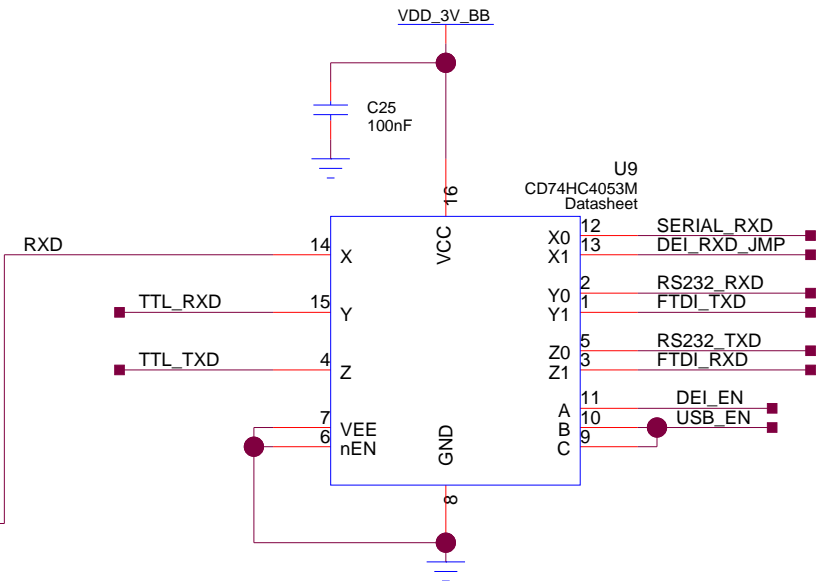 VDD_3V_BB
C25
100nF
U9
CD74HC4053M
Datasheet
16
VCC
RXD
14
X
TTL_RXD
15
Y
TTL_TXD
4
Z
7
VEE
6
nEN
GND
8
X0
12
SERIAL_RXD
X1
13
DEI_RXD_JMP
Y0
2
RS232_RXD
Y1
1
FTDI_TXD
Z0
5
RS232_TXD
Z1
3
FTDI_RXD
A
11
DEI_EN
B
10
USB_EN
C
9